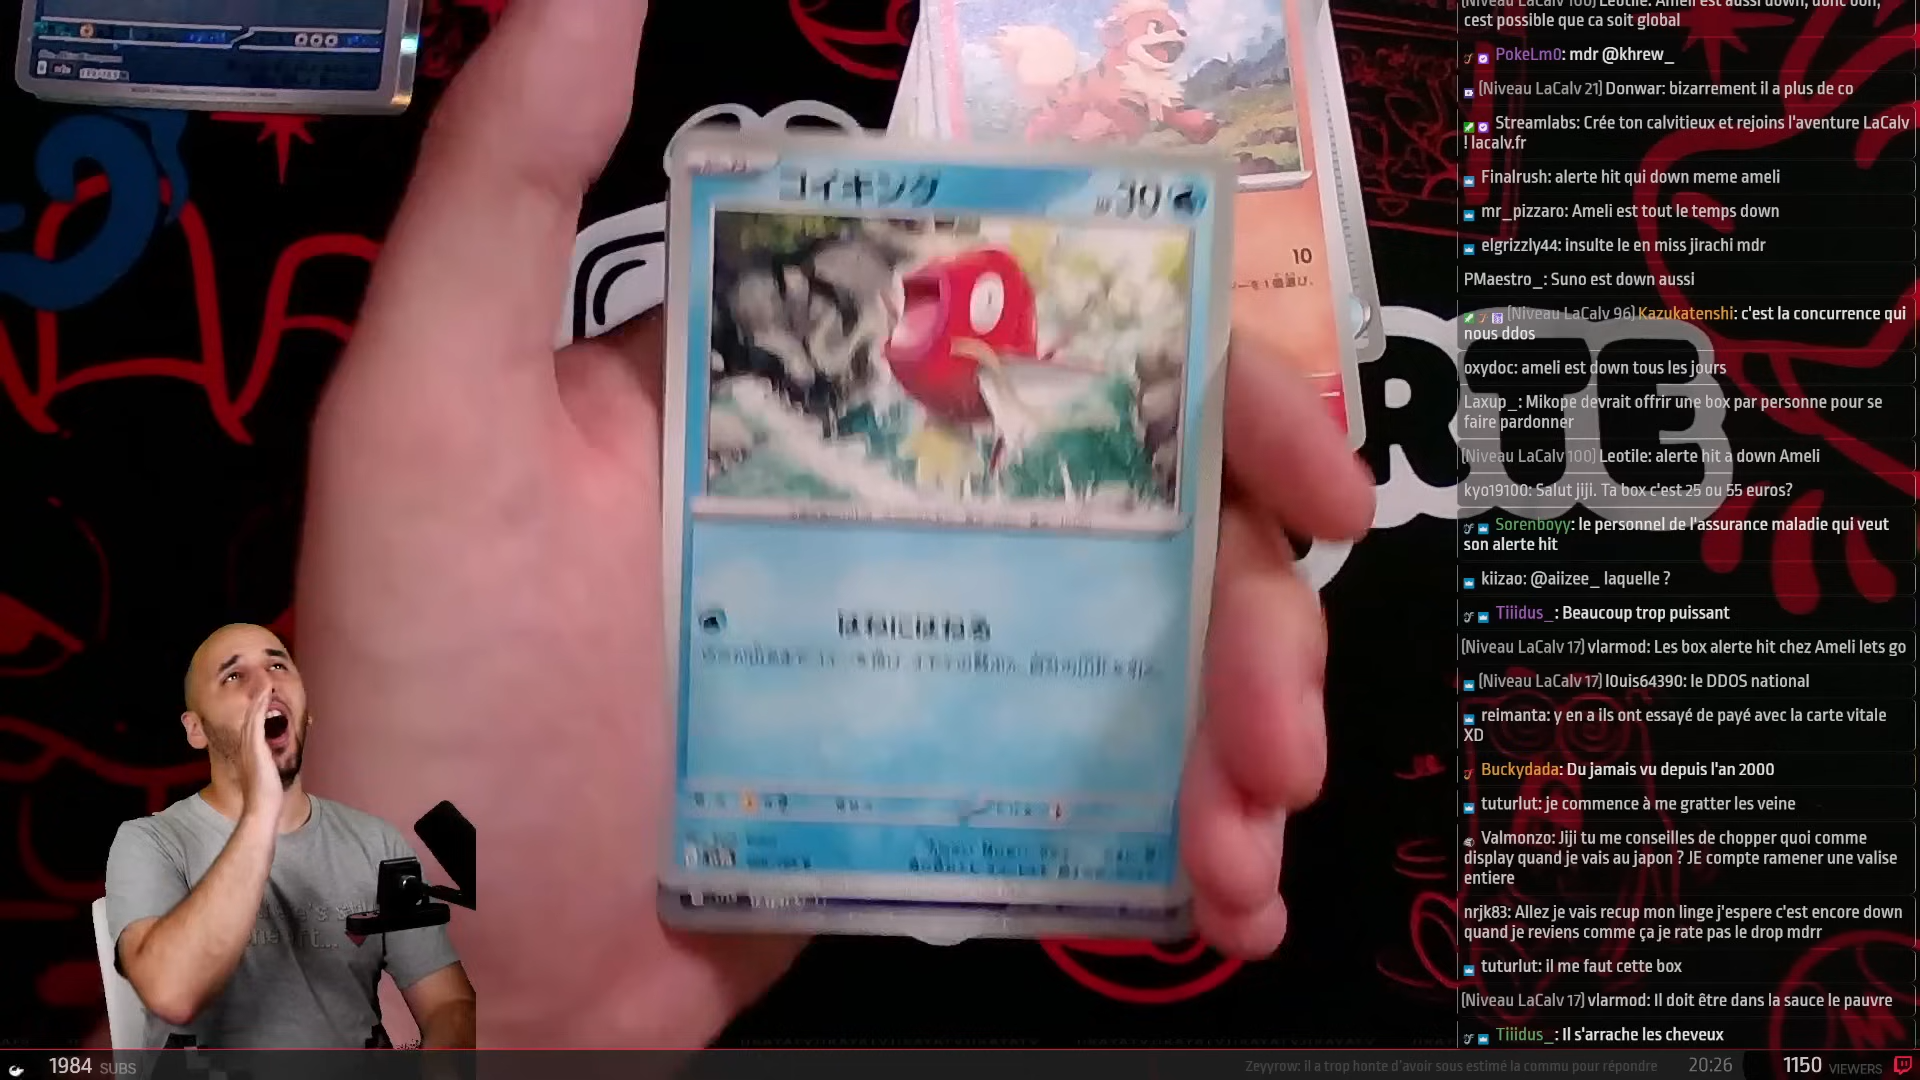 コイキング
30
10
ーを1個選び、
はねにはねる
RUE
cest possible que ca soit global
PokeLm0: mdr @khrew_
[Niveau LaCalv 21] Donwar: bizarrement il a plus de co
Streamlabs: Crée ton calvitieux et rejoins l'aventure LaCalv
! lacalv.fr
Finalrush: alerte hit qui down meme ameli
mr_pizzaro: Ameli est tout le temps down
elgrizzly44: insulte le en miss jirachi mdr
PMaestro_: Suno est down aussi
[Niveau LaCalv 96] Kazukatenshi: c'est la concurrence qui
nous ddos
oxydoc: ameli est down tous les jours
Laxup_: Mikope devrait offrir une box par personne pour se
faire pardonner
[Niveau LaCalv 100] Leotile: alerte hit a down Ameli
kyo19100: Salut jiji. Ta box c'est 25 ou 55 euros?
Sorenboyy: le personnel de l'assurance maladie qui veut
son alerte hit
kiizao: @aiizee_ laquelle ?
Tiiidus_: Beaucoup trop puissant
[Niveau LaCalv 17] vlarmod: Les box alerte hit chez Ameli lets go
[Niveau LaCalv 17] l0uis64390: le DDOS national
reimanta: y en a ils ont essayé de payé avec la carte vitale
XD
Buckydada: Du jamais vu depuis l'an 2000
tuturlut: je commence à me gratter les veine
Valmonzo: Jiji tu me conseilles de chopper quoi comme
display quand je vais au japon ? JE compte ramener une valise
entiere
nrjk83: Allez je vais recup mon linge j'espere c'est encore down
quand je reviens comme ça je rate pas le drop mdrr
tuturlut: il me faut cette box
[Niveau LaCalv 17] vlarmod: Il doit être dans la sauce le pauvre
Tiiidus_: Il s'arrache les cheveux
1984 SUBS
Zeyyrow: il a trop honte d'avoir sous estimé la commu pour répondre
20:26
1150 VIEWERS